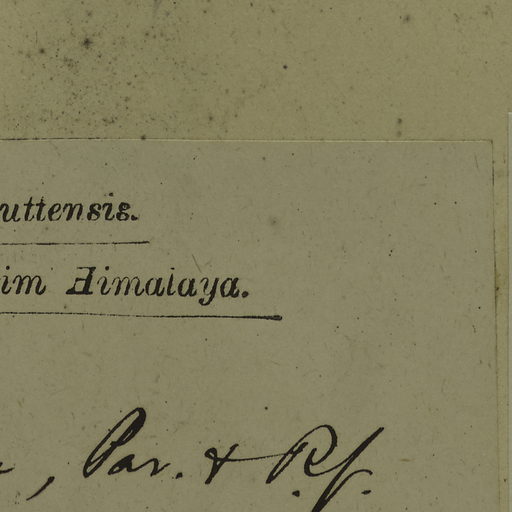 uttensis.
im Himalaya.
, Par. & R.f.